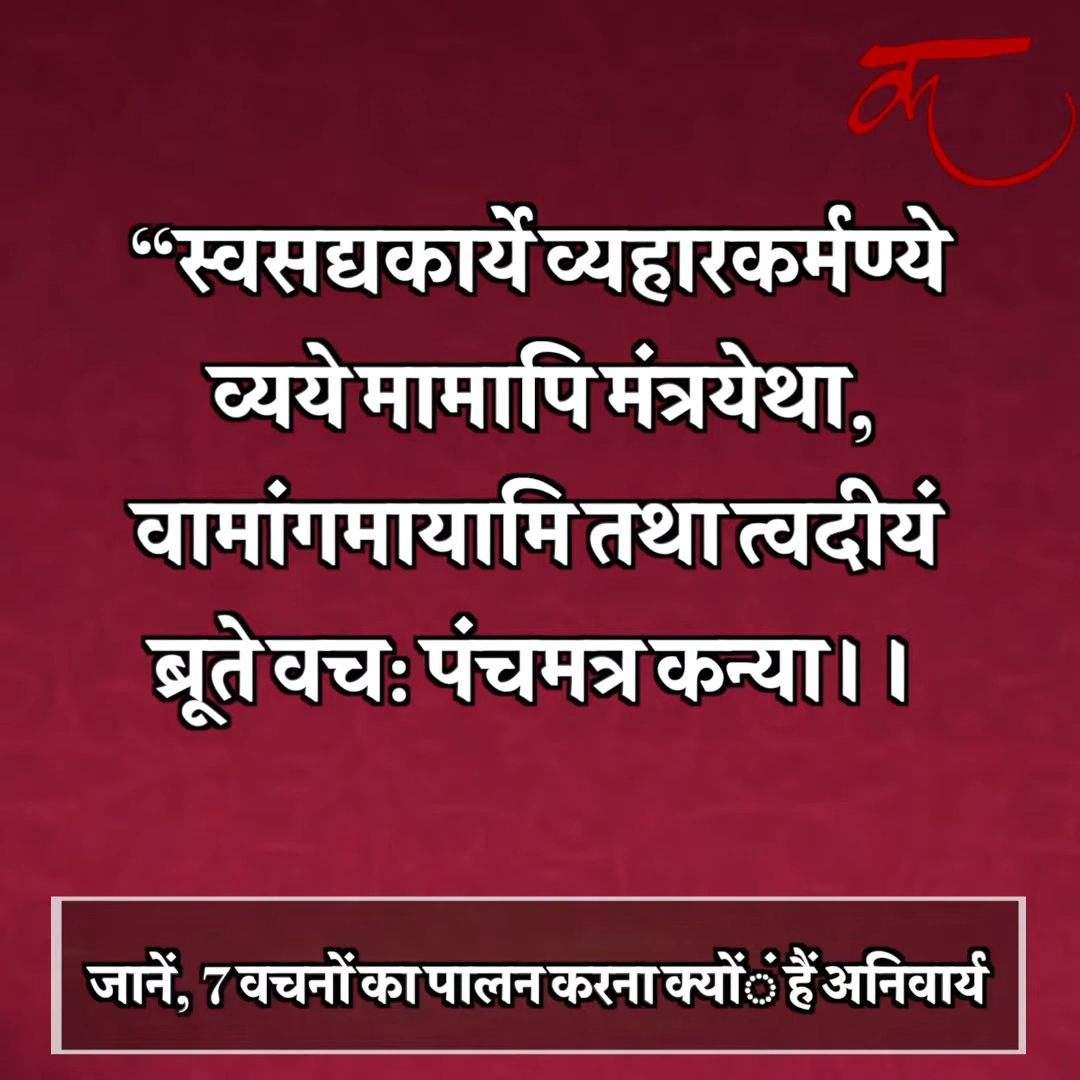 क
“स्वसद्यकार्ये व्यहारकर्मण्ये
व्यये मामापि मंत्रयेथा,
वामांगमायामि तथा त्वदीयं
ब्रूते वच: पंचमत्र कन्या।।
जानें, 7 वचनों का पालन करना क्योंं हैं अनिवार्य